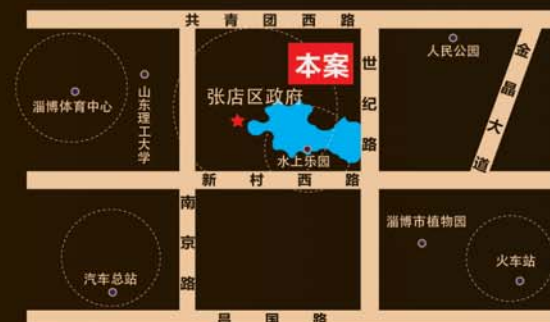 共青团西路
本案
世纪路
人民公园
金晶大道
张店区政府
淄博体育中心
山东理工大学
水上乐园
新村西路
南京路
淄博市植物园
火车站
汽车总站
昌国路